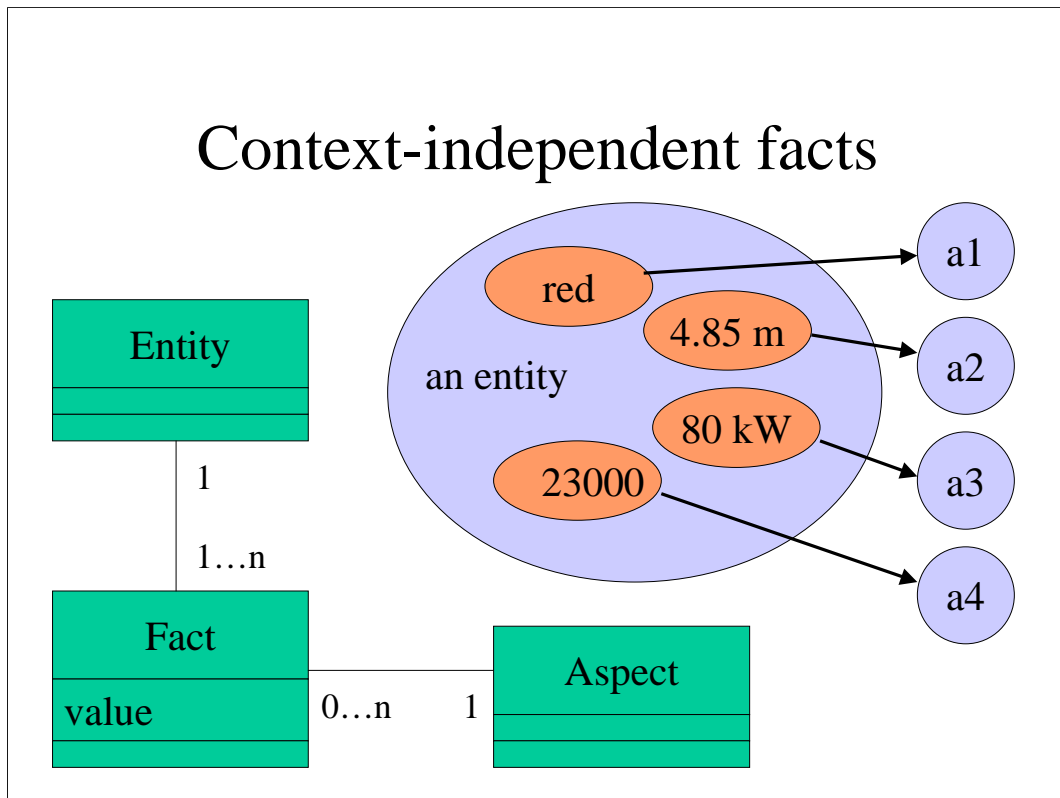 Context-independent facts
a1
red
Entity
4.85 m
a2
an entity
80 kW
a3
23000
1
1…n
a4
Fact
Aspect
value
0…n
1